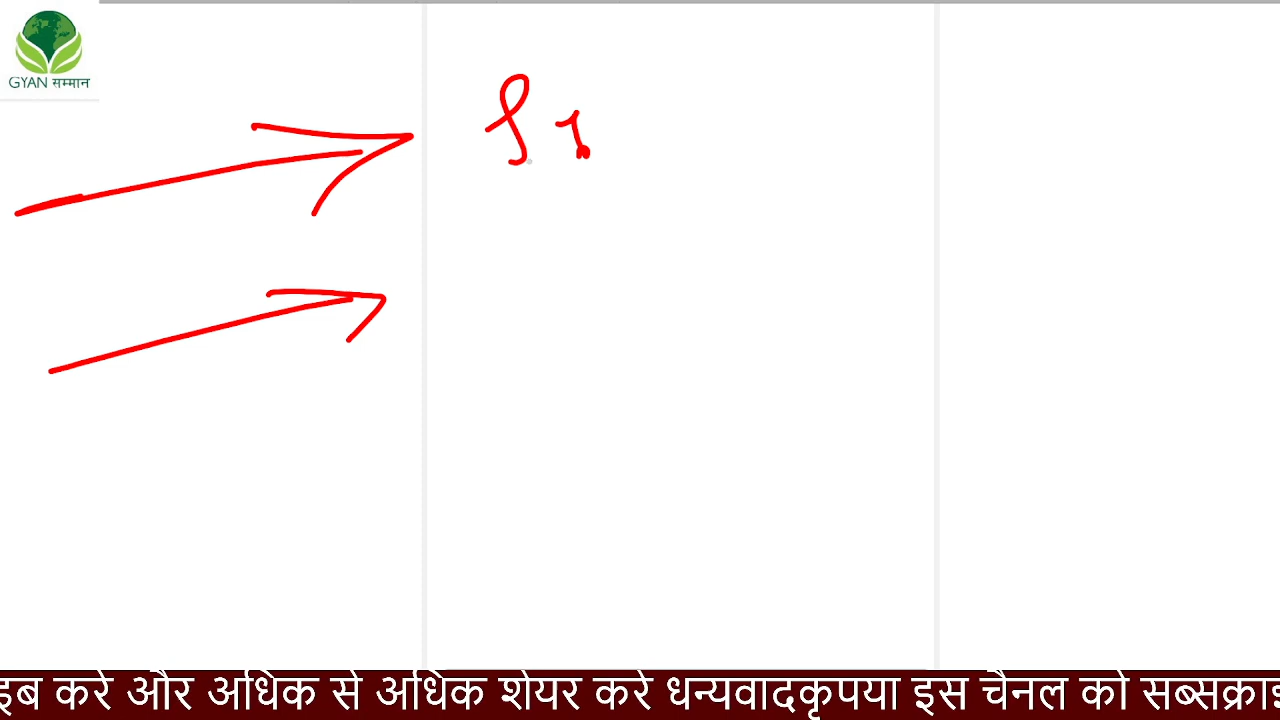 GYAN सम्मान
इब करे और अधिक से अधिक शेयर करे धन्यवादकृपया इस चैनल को सब्सक्राइ